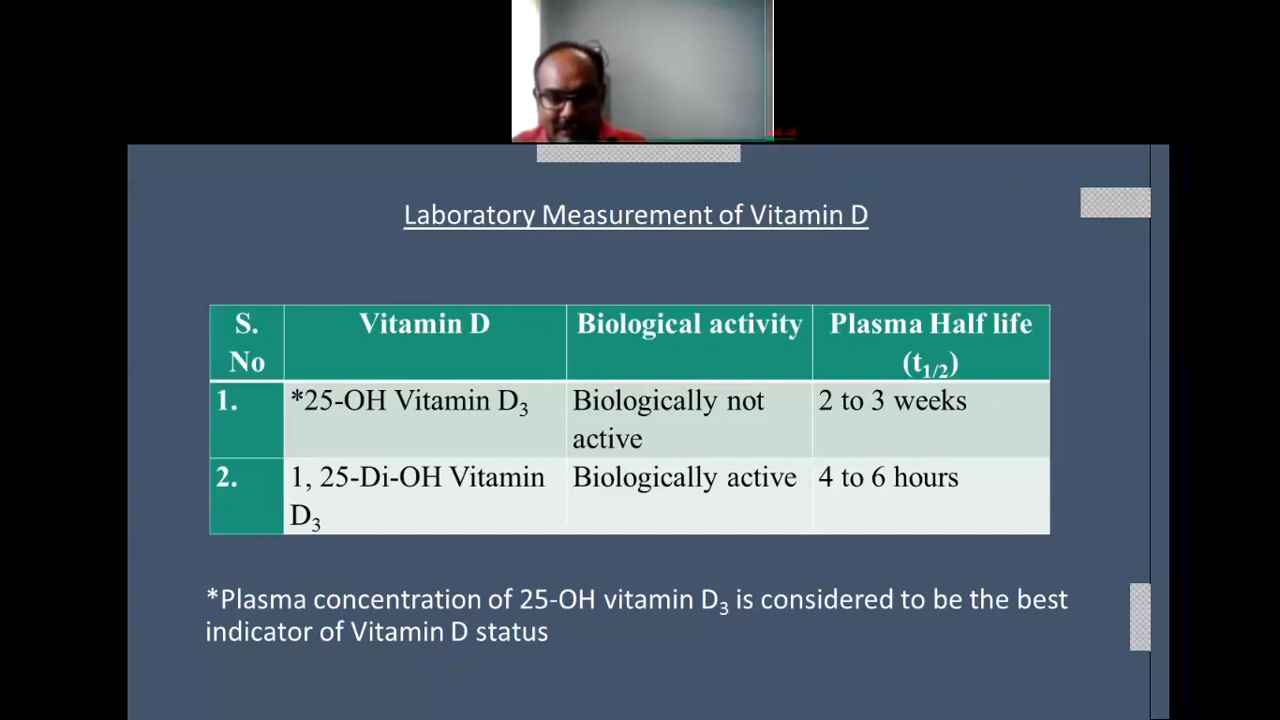 Laboratory Measurement of Vitamin D
S. No
Vitamin D
Biological activity
Plasma Half life (t1/2)
1.
*25-OH Vitamin D3
Biologically not active
2 to 3 weeks
2.
1, 25-Di-OH Vitamin D3
Biologically active
4 to 6 hours
*Plasma concentration of 25-OH vitamin D3 is considered to be the best
indicator of Vitamin D status